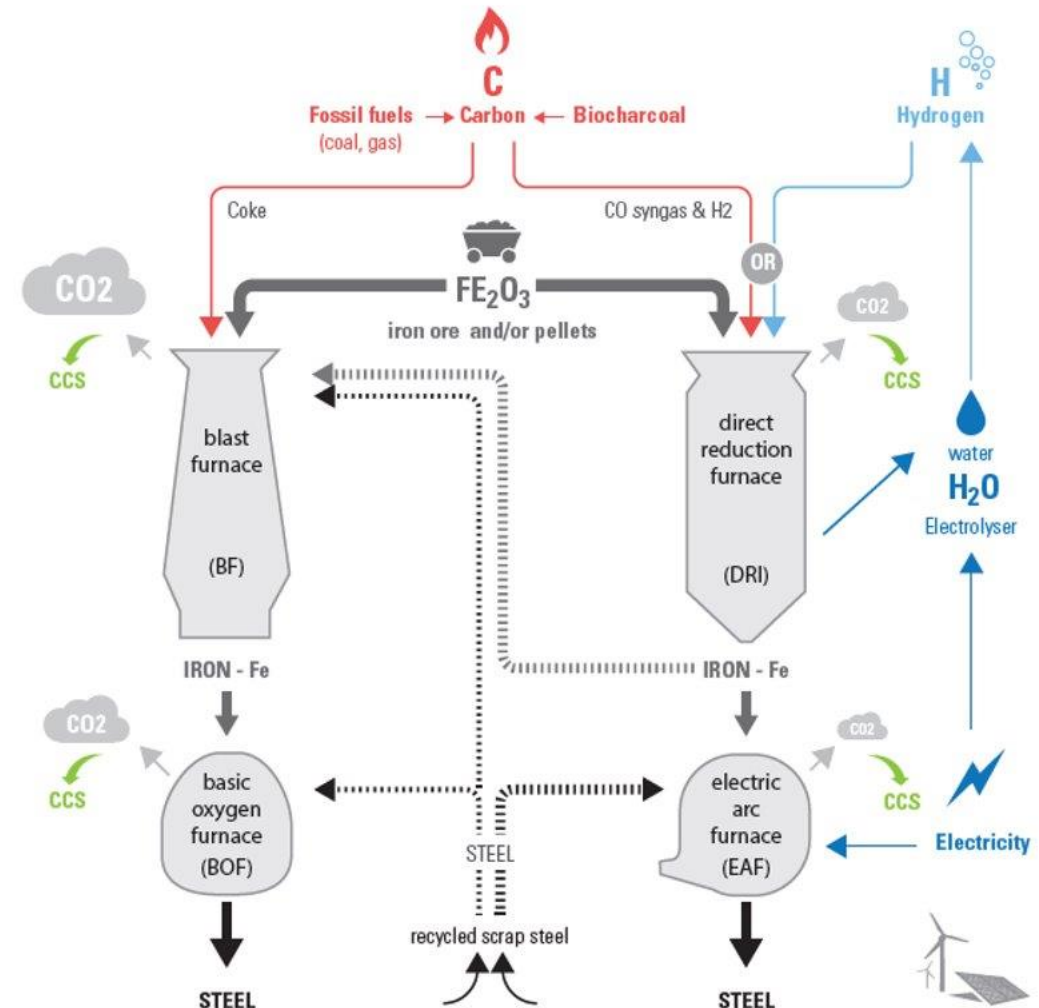 C
Fossil fuels → Carbon ← Biocharcoal
(coal, gas)
H
Hydrogen
Coke
CO syngas & H2
OR
CO2
CCS
FE₂O₃
iron ore and/or pellets
CO2
CCS
blast
furnace
(BF)
direct
reduction
furnace
(DRI)
water
H₂O
Electrolyser
IRON - Fe
IRON - Fe
CO2
CCS
basic
oxygen
furnace
(BOF)
STEEL
recycled scrap steel
electric
arc
furnace
(EAF)
CO2
CCS
Electricity
STEEL
STEEL